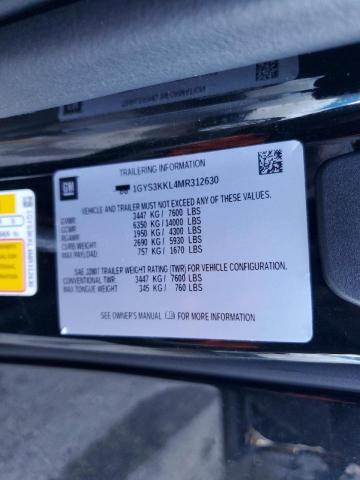 TRAILERING INFORMATION
GM
1GYS3KKL4MR312630
VEHICLE AND TRAILER MUST NOT EXCEED ANY OF THESE VALUES.
GVWR: 3447 KG / 7600 LBS
GCWR: 6350 KG / 14000 LBS
RGAWR: 1950 KG / 4300 LBS
CURB WEIGHT: 2690 KG / 5930 LBS
MAX PAYLOAD: 757 KG / 1670 LBS
SAE J2807 TRAILER WEIGHT RATING (TWR) FOR VEHICLE CONFIGURATION.
CONVENTIONAL TWR: 3447 KG / 7600 LBS
MAX TONGUE WEIGHT: 345 KG / 760 LBS
SEE OWNER'S MANUAL FOR MORE INFORMATION